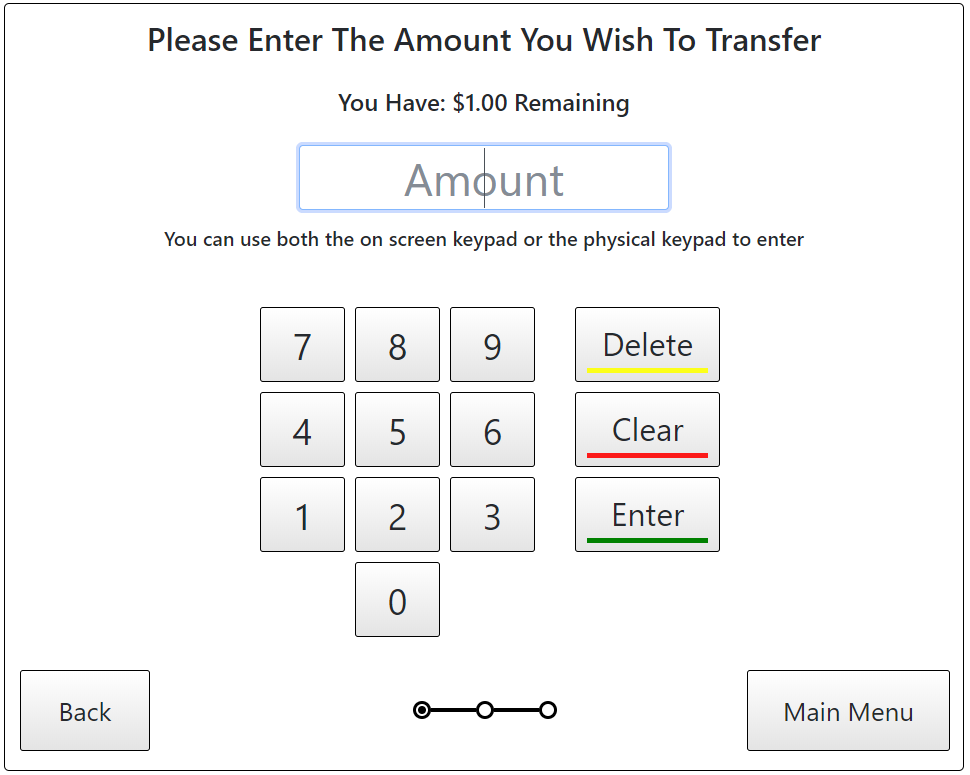 Please Enter The Amount You Wish To Transfer
You Have: $1.00 Remaining
Amount
You can use both the on screen keypad or the physical keypad to enter
7 8 9 Delete
4 5 6 Clear
1 2 3 Enter
0
Back Main Menu